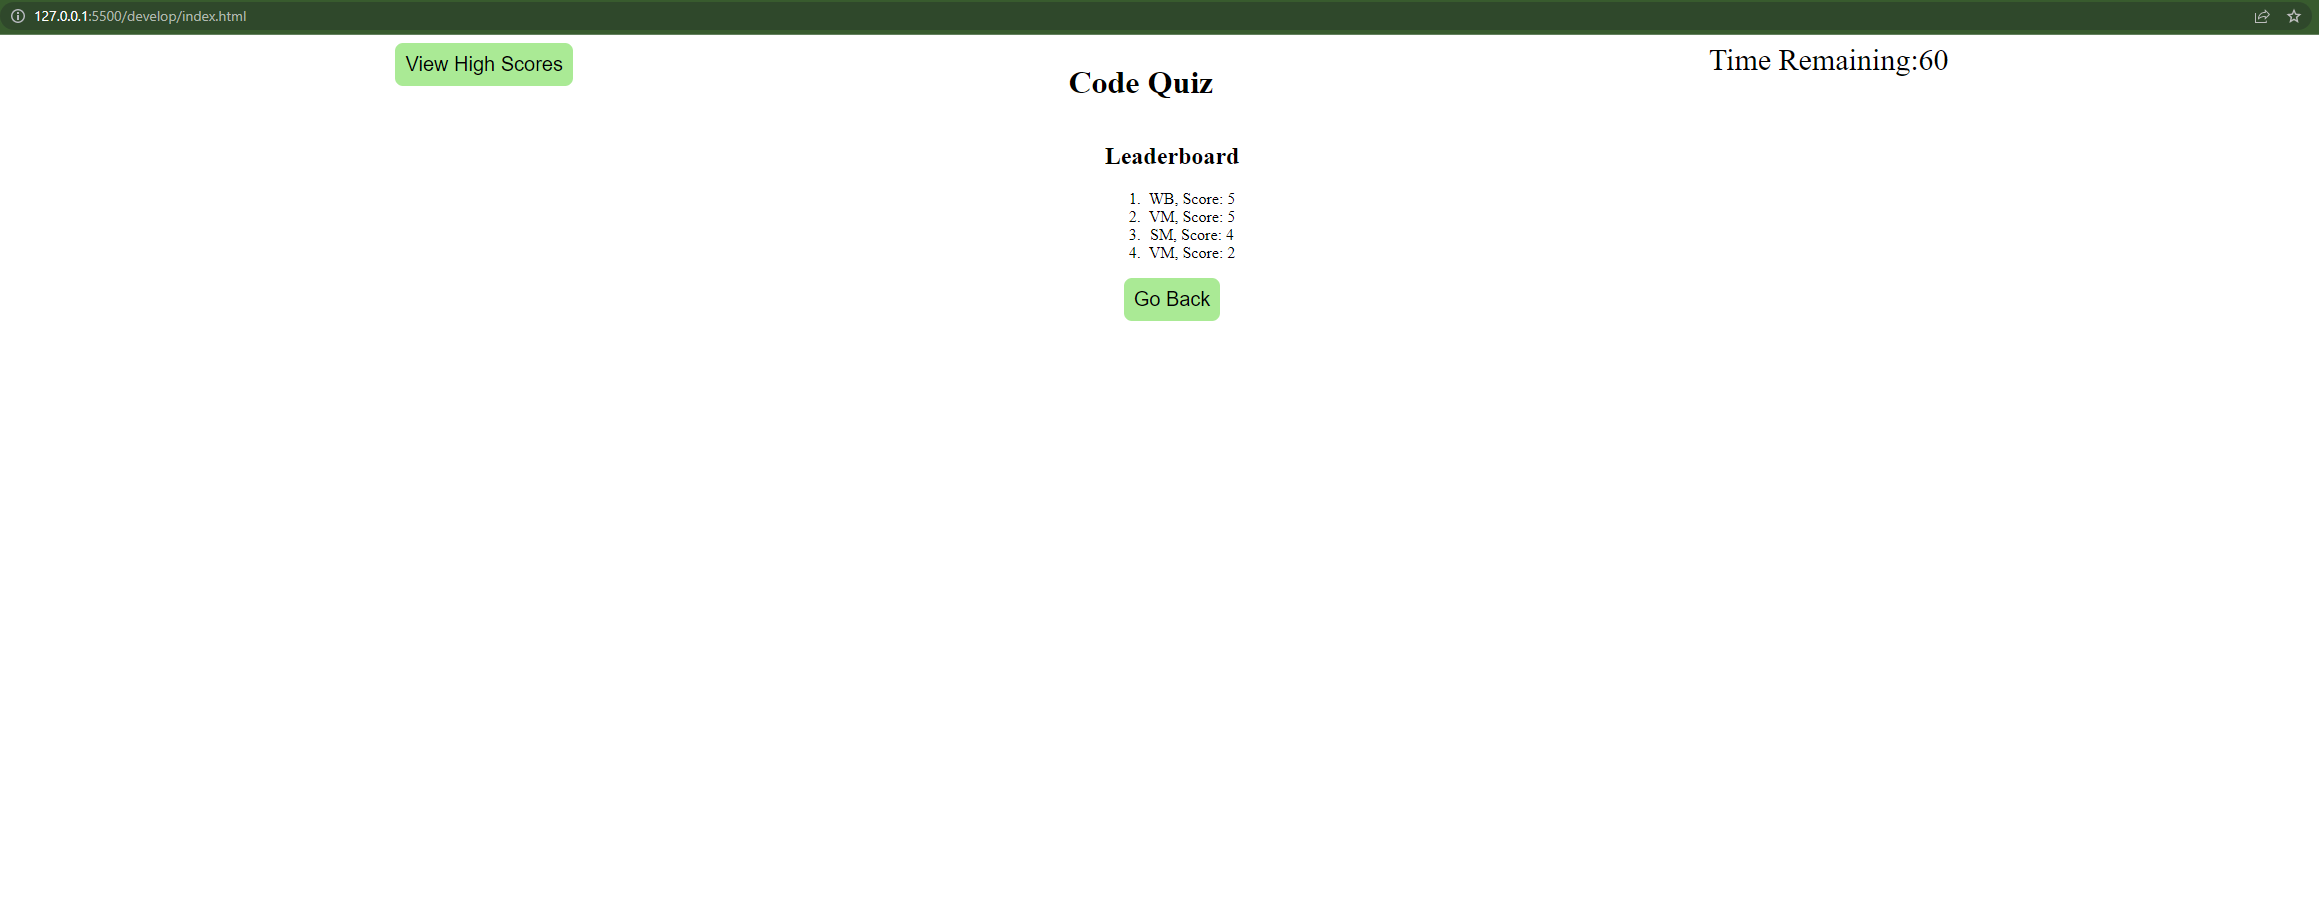 127.0.0.1:5500/develop/index.html
View High Scores
Code Quiz
Time Remaining:60
Leaderboard
1. WB, Score: 5
2. VM, Score: 5
3. SM, Score: 4
4. VM, Score: 2
Go Back